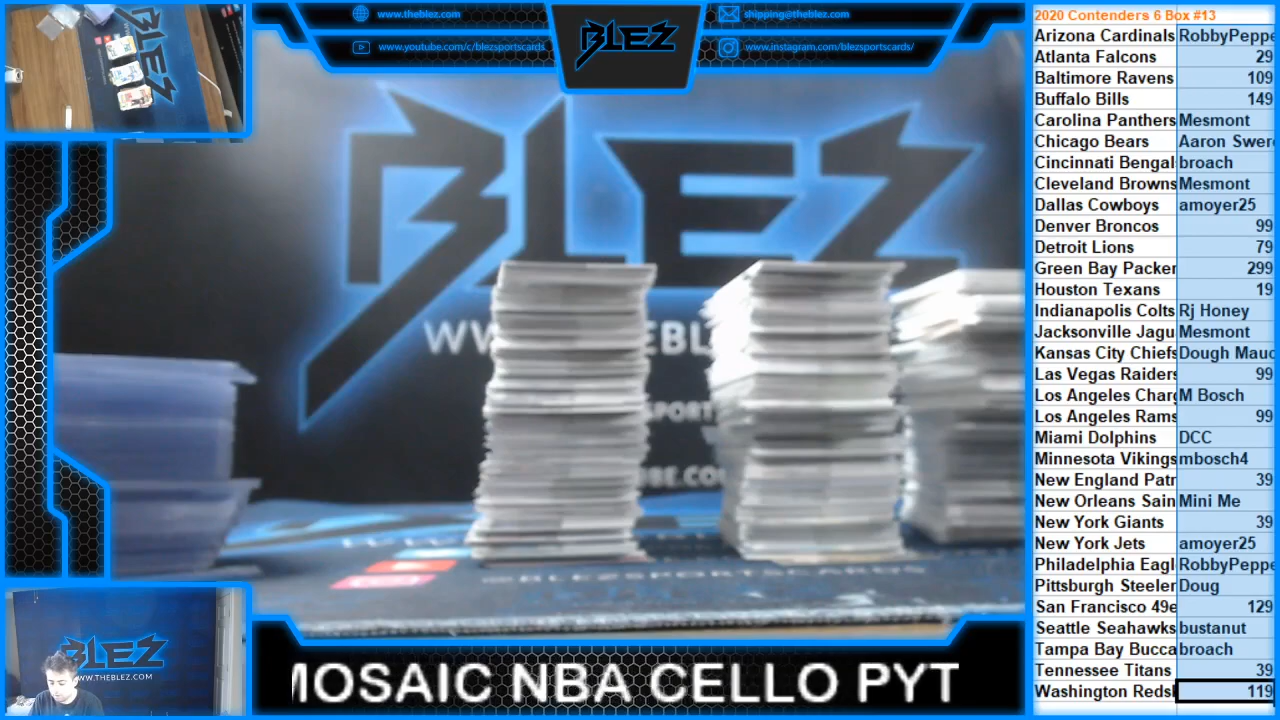 www.theblez.com
shipping@theblez.com
www.youtube.com/c/blezsportscards
www.instagram.com/blezsportscards/
BLEZ
BLEZ
@BLEZSPORTSCARDS
BLEZ
WWW.THEBLEZ.COM
MOSAIC NBA CELLO PYT
2020 Contenders 6 Box #13
Arizona Cardinals RobbyPeppe
Atlanta Falcons 29
Baltimore Ravens 109
Buffalo Bills 149
Carolina Panthers Mesmont
Chicago Bears Aaron Swer
Cincinnati Bengal broach
Cleveland Browns Mesmont
Dallas Cowboys amoyer25
Denver Broncos 99
Detroit Lions 79
Green Bay Packer 299
Houston Texans 19
Indianapolis Colts Rj Honey
Jacksonville Jagu Mesmont
Kansas City Chiefs Dough Mauc
Las Vegas Raiders 99
Los Angeles Charg M Bosch
Los Angeles Rams 99
Miami Dolphins DCC
Minnesota Vikings mbosch4
New England Patr 39
New Orleans Sain Mini Me
New York Giants 39
New York Jets amoyer25
Philadelphia Eagl RobbyPeppe
Pittsburgh Steeler Doug
San Francisco 49e 129
Seattle Seahawks bustanut
Tampa Bay Bucca broach
Tennessee Titans 39
Washington Redsk 119